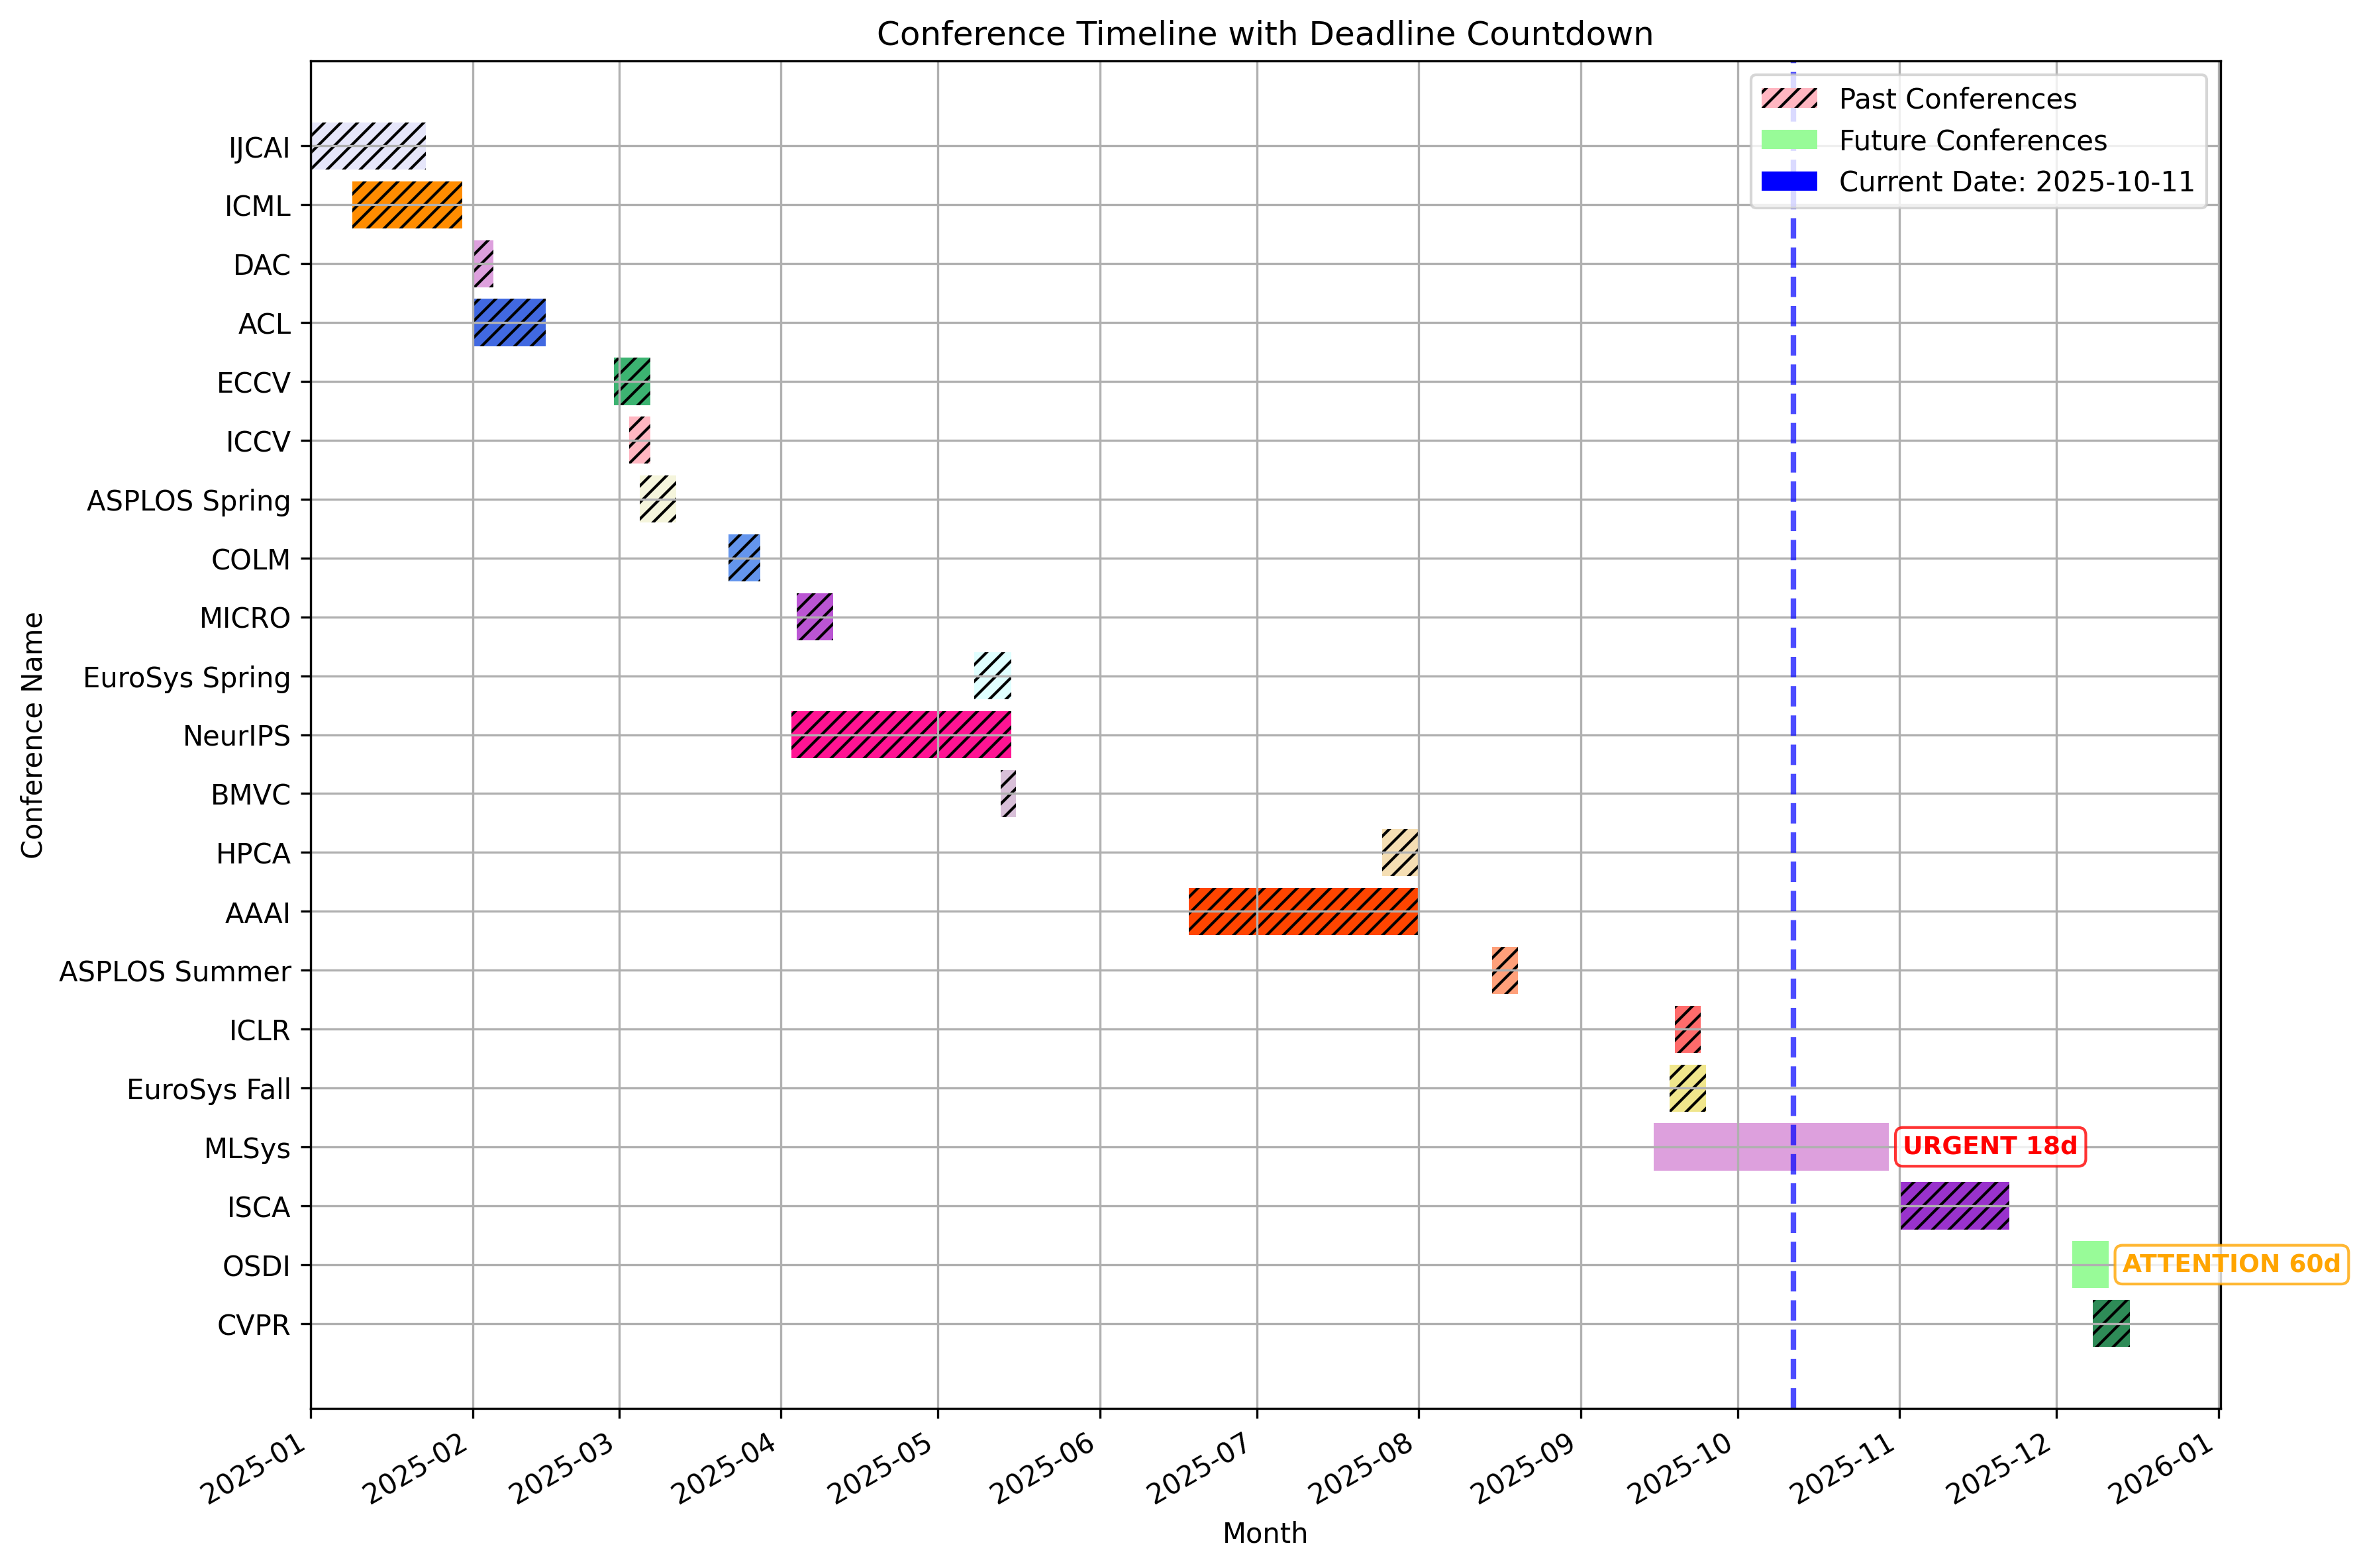 Conference Timeline with Deadline Countdown
Past Conferences
Future Conferences
Current Date: 2025-10-11
Conference Name
IJCAI
ICML
DAC
ACL
ECCV
ICCV
ASPLOS Spring
COLM
MICRO
EuroSys Spring
NeurIPS
BMVC
HPCA
AAAI
ASPLOS Summer
ICLR
EuroSys Fall
MLSys
URGENT 18d
ISCA
OSDI
ATTENTION 60d
CVPR
2025-01
2025-02
2025-03
2025-04
2025-05
2025-06
2025-07
2025-08
2025-09
2025-10
2025-11
2025-12
2026-01
Month